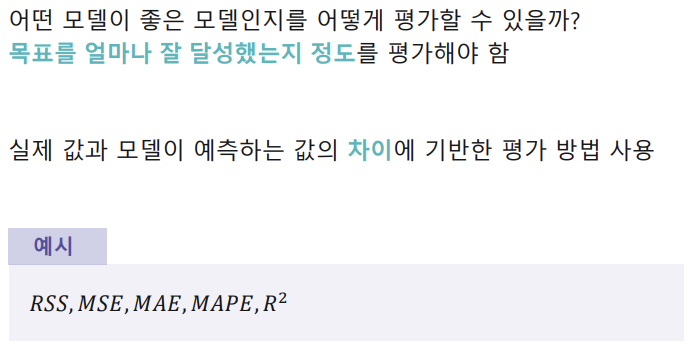 어떤 모델이 좋은 모델인지를 어떻게 평가할 수 있을까?
목표를 얼마나 잘 달성했는지 정도를 평가해야 함
실제 값과 모델이 예측하는 값의 차이에 기반한 평가 방법 사용
예시
RSS, MSE, MAE, MAPE, R²